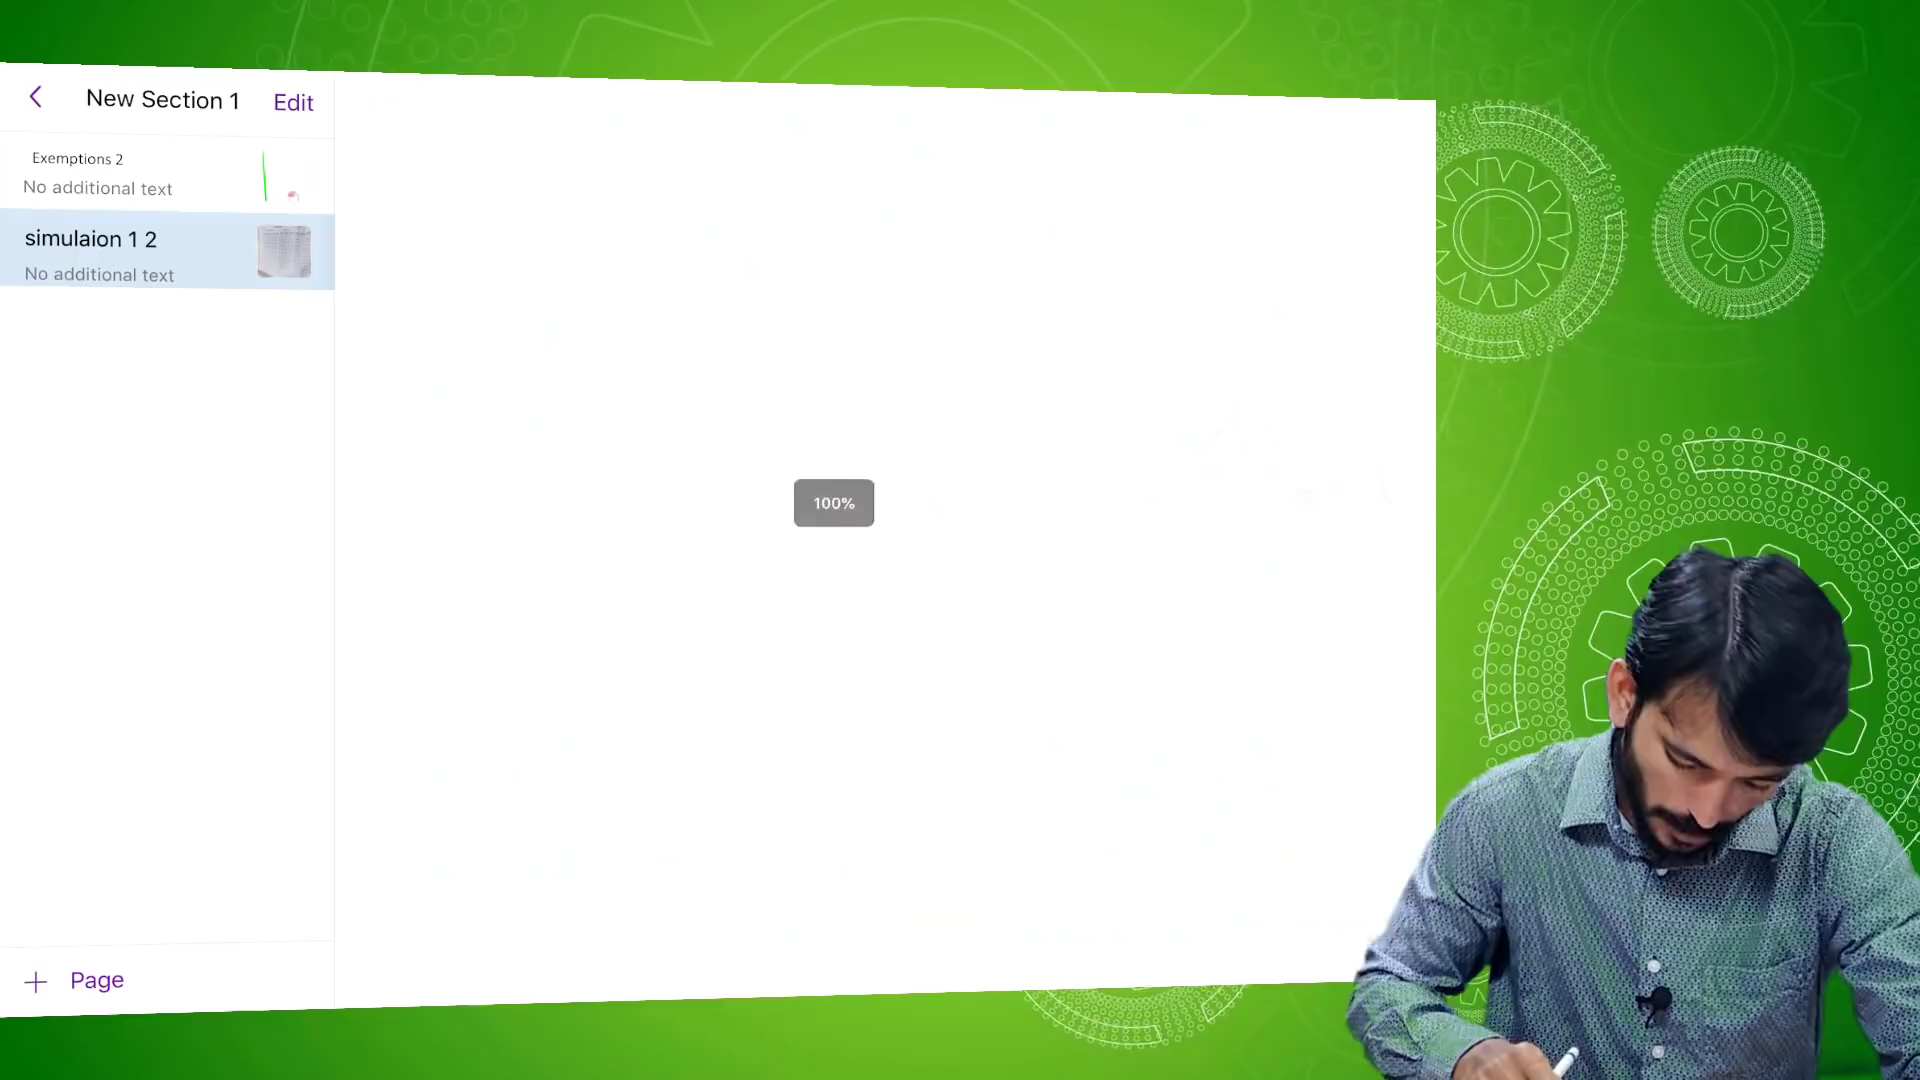 New Section 1
Edit
Exemptions 2
No additional text
simulaion 1 2
No additional text
100%
Page